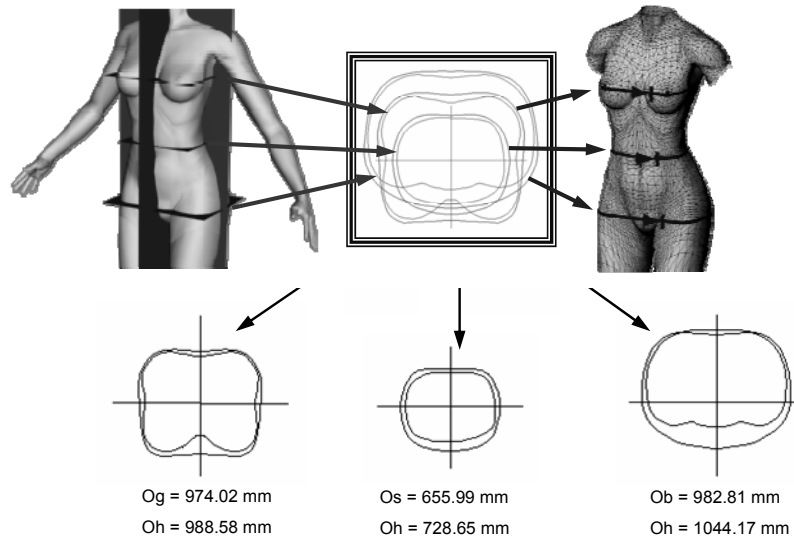 Og = 974.02 mm
Oh = 988.58 mm
Os = 655.99 mm
Oh = 728.65 mm
Ob = 982.81 mm
Oh = 1044.17 mm